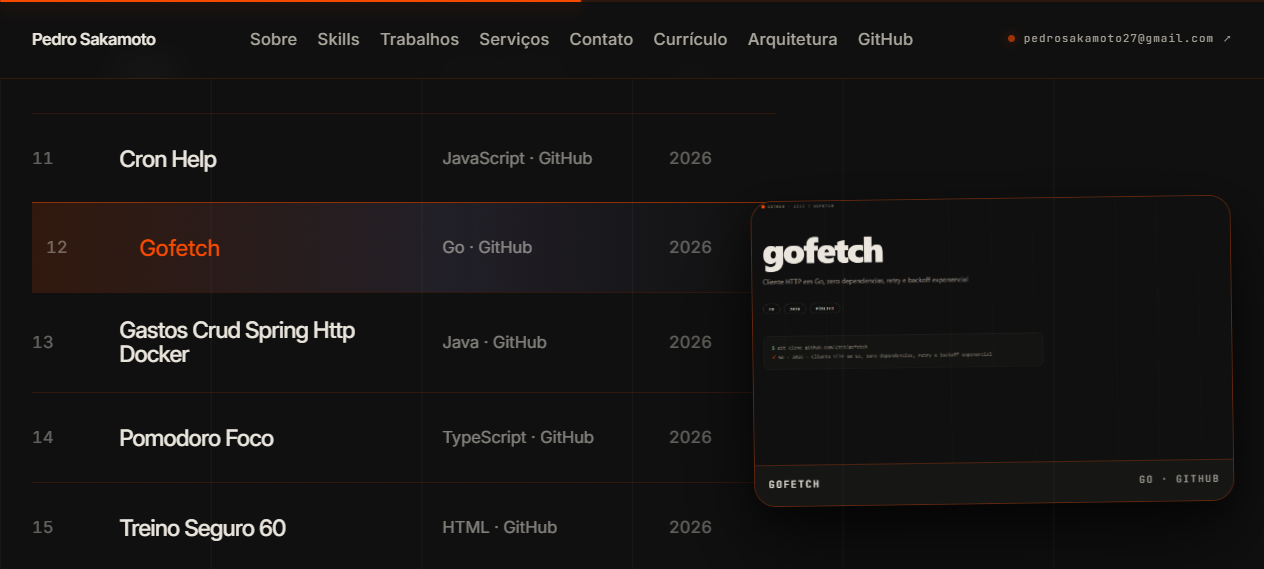 Pedro Sakamoto
Sobre Skills Trabalhos Serviços Contato Currículo Arquitetura GitHub
pedrosakamoto27@gmail.com ↗
11 Cron Help JavaScript · GitHub 2026
12 Gofetch Go · GitHub 2026
13 Gastos Crud Spring Http
Docker Java · GitHub 2026
14 Pomodoro Foco TypeScript · GitHub 2026
15 Treino Seguro 60 HTML · GitHub 2026
gofetch
Cliente HTTP em Go, zero dependencias, retry e backoff exponencial
GOFETCH
GO · GITHUB